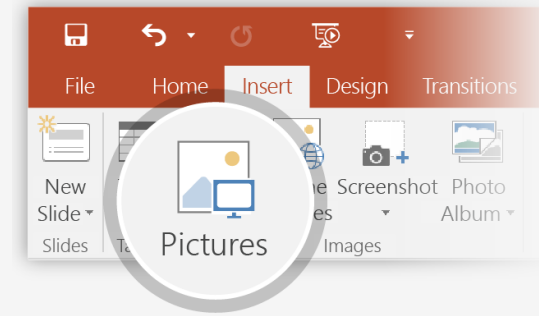 File Home Insert Design Transitions
New Slide
Pictures
Screenshot
Photo Album
Slides Images